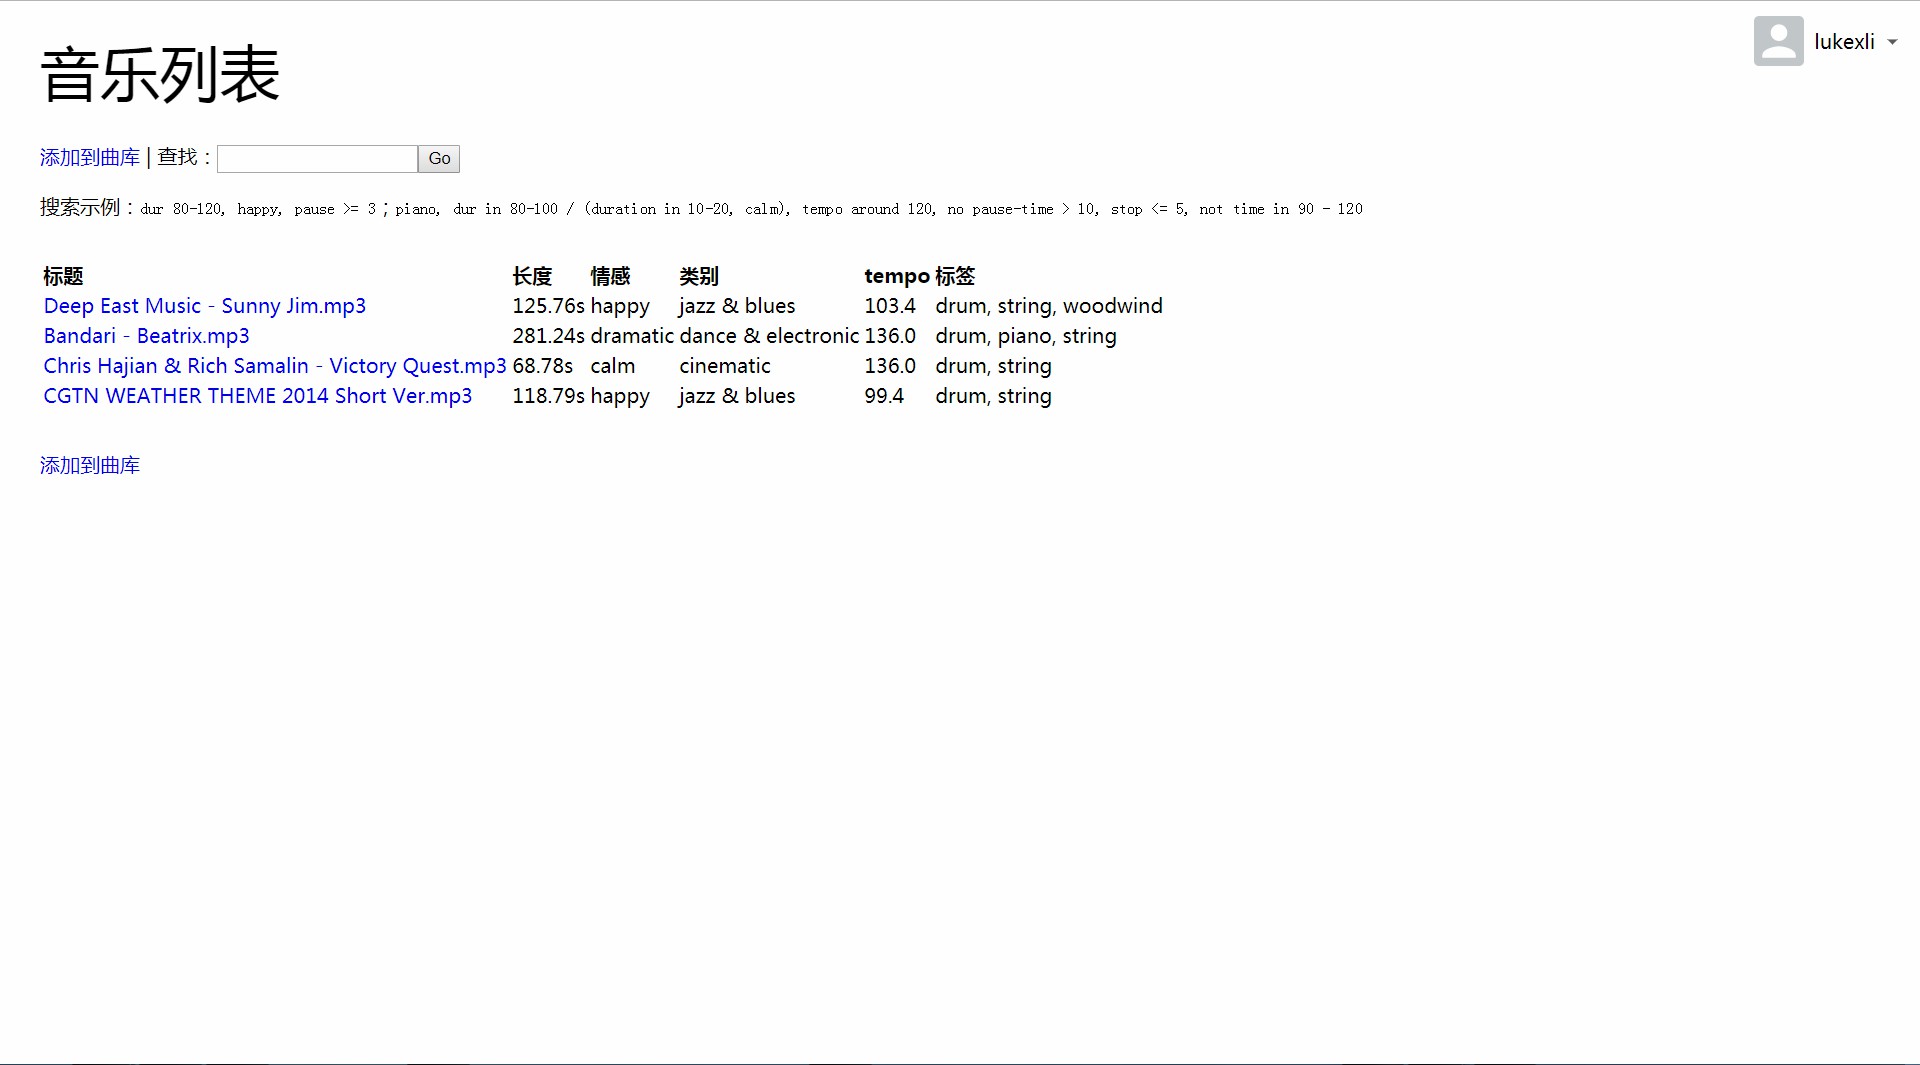 lukexli
音乐列表
添加到曲库 | 查找： Go
搜索示例：dur 80-120, happy, pause >= 3；piano, dur in 80-100 / (duration in 10-20, calm), tempo around 120, no pause-time > 10, stop <= 5, not time in 90 - 120
标题 长度 情感 类别 tempo 标签
Deep East Music - Sunny Jim.mp3 125.76s happy jazz & blues 103.4 drum, string, woodwind
Bandari - Beatrix.mp3 281.24s dramatic dance & electronic 136.0 drum, piano, string
Chris Hajian & Rich Samalin - Victory Quest.mp3 68.78s calm cinematic 136.0 drum, string
CGTN WEATHER THEME 2014 Short Ver.mp3 118.79s happy jazz & blues 99.4 drum, string
添加到曲库